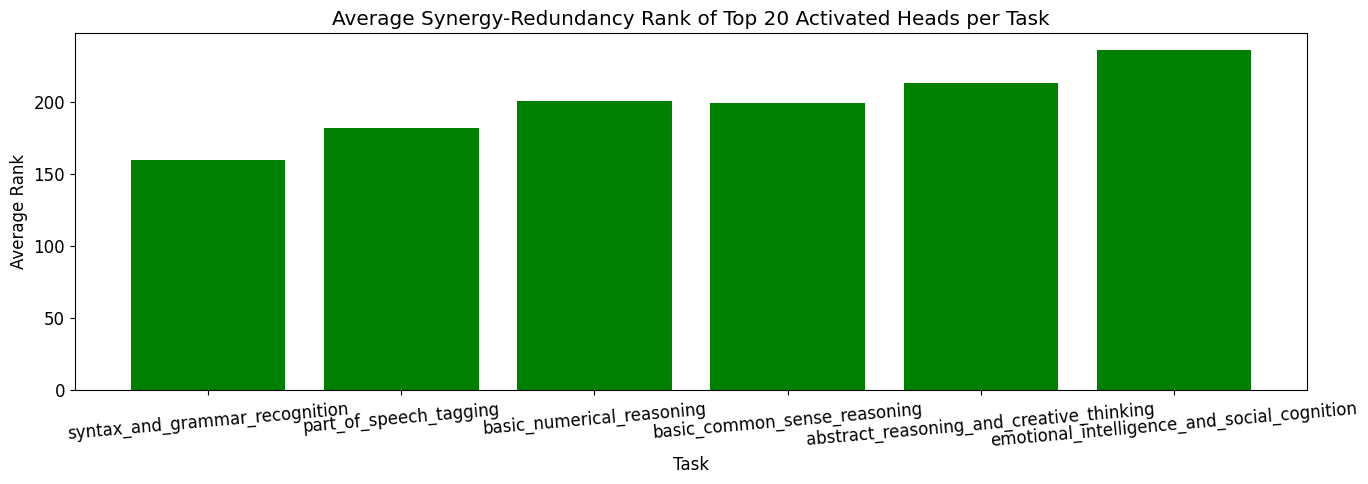 Average Synergy-Redundancy Rank of Top 20 Activated Heads per Task
Average Rank
200
150
100
50
0
syntax_and_grammar_recognition
part_of_speech_tagging
basic_numerical_reasoning
basic_common_sense_reasoning
abstract_reasoning_and_creative_thinking
emotional_intelligence_and_social_cognition
Task